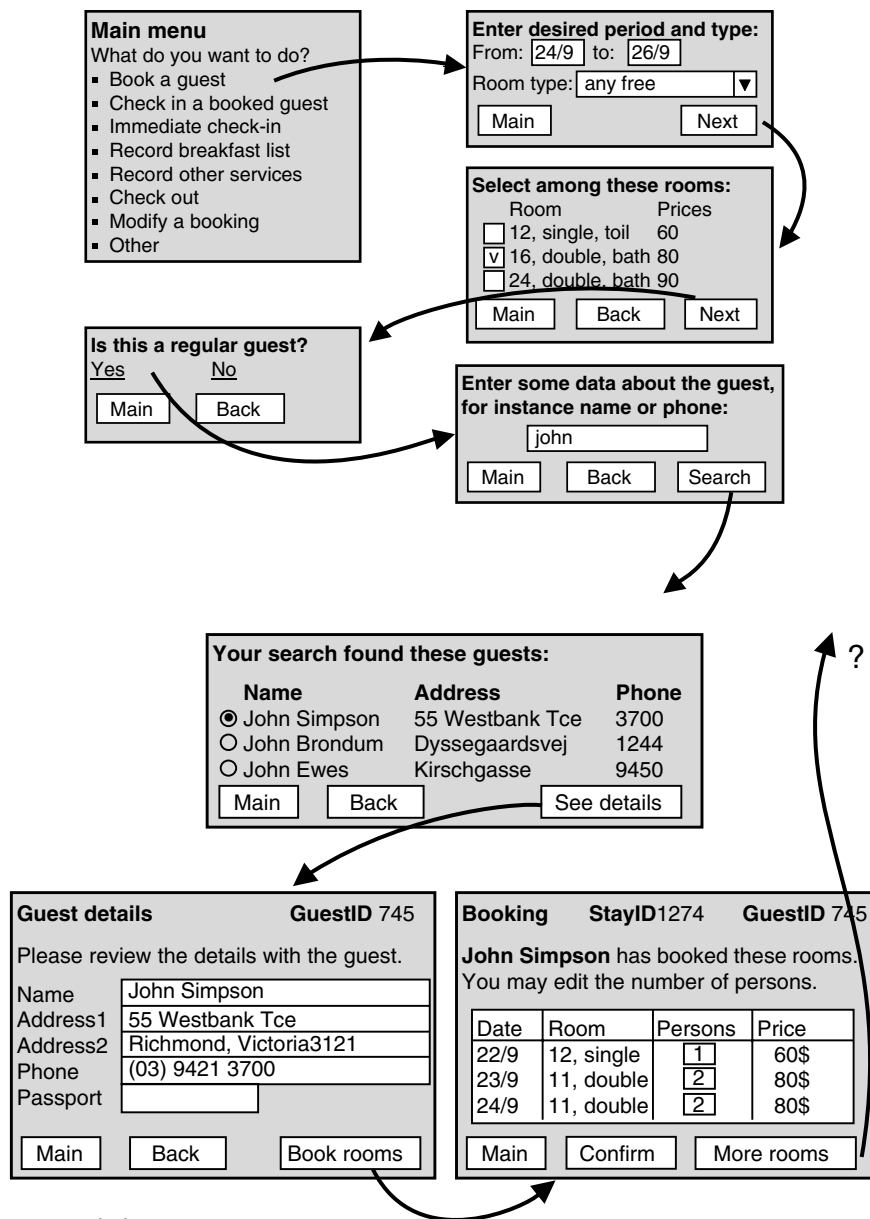 Main menu
What do you want to do?
▪ Book a guest
▪ Check in a booked guest
▪ Immediate check-in
▪ Record breakfast list
▪ Record other services
▪ Check out
▪ Modify a booking
▪ Other
Enter desired period and type:
From: 24/9 to: 26/9
Room type: any free ▼
Main Next
Select among these rooms:
Room Prices
12, single, toil 60
v 16, double, bath 80
24, double, bath 90
Main Back Next
Is this a regular guest?
Yes No
Main Back
Enter some data about the guest,
for instance name or phone:
john
Main Back Search
Your search found these guests:
Name Address Phone
John Simpson 55 Westbank Tce 3700
John Brondum Dyssegaardsvej 1244
John Ewes Kirschgasse 9450
Main Back See details
?
Guest details GuestID 745
Please review the details with the guest.
Name John Simpson
Address1 55 Westbank Tce
Address2 Richmond, Victoria3121
Phone (03) 9421 3700
Passport
Main Back Book rooms
Booking StayID1274 GuestID 745
John Simpson has booked these rooms.
You may edit the number of persons.
Date Room Persons Price
22/9 12, single 1 60$
23/9 11, double 2 80$
24/9 11, double 2 80$
Main Confirm More rooms